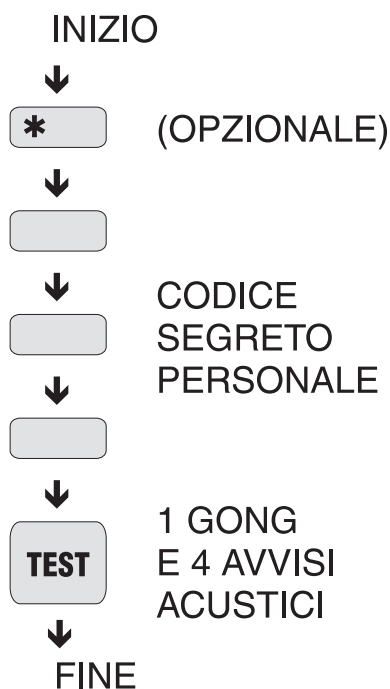 INIZIO
* (OPZIONALE)
CODICE
SEGRETO
PERSONALE
TEST
1 GONG
E 4 AVVISI
ACUSTICI
FINE